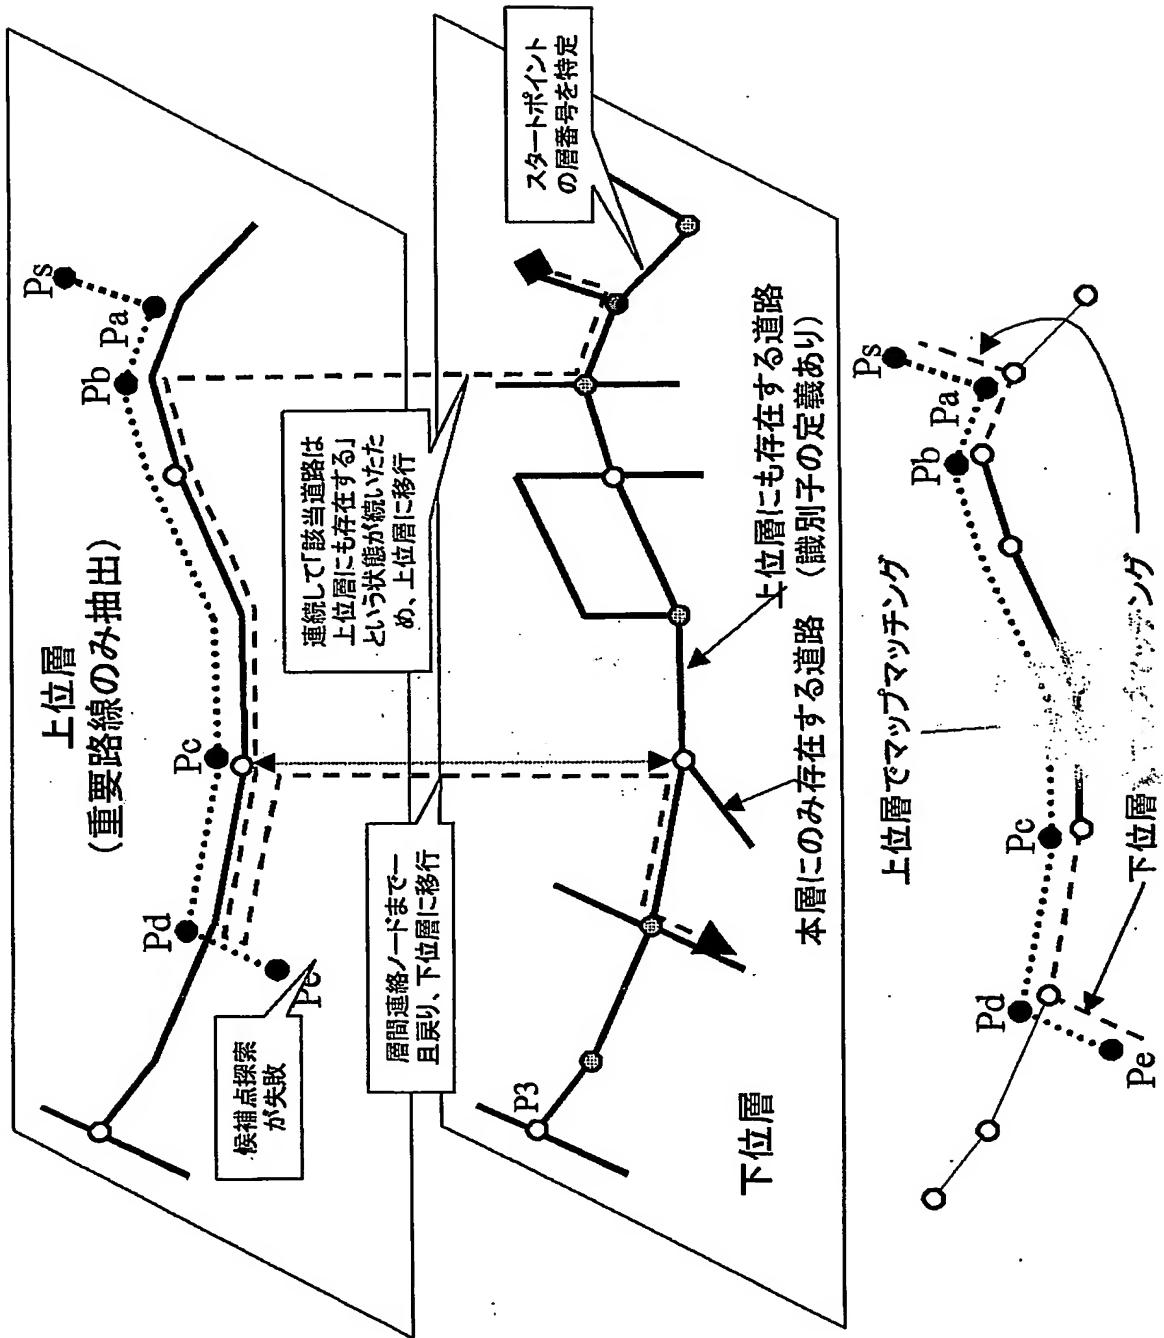 上位層
(重要路線のみ抽出)
Ps
Pa
Pb
Pc
Pd
Pe
候補点探索
が失敗
連続して「該当道路は
上位層にも存在する」
という状態が続いたた
め、上位層に移行
層間連絡ノードまで一
旦戻り、下位層に移行
スタートポイント
の層番号を特定
P3
下位層
上位層にも存在する道路
(識別子の定義あり)
本層にのみ存在する道路
上位層でマップマッチング
Ps
Pa
Pb
Pc
Pd
Pe
下位層
ング